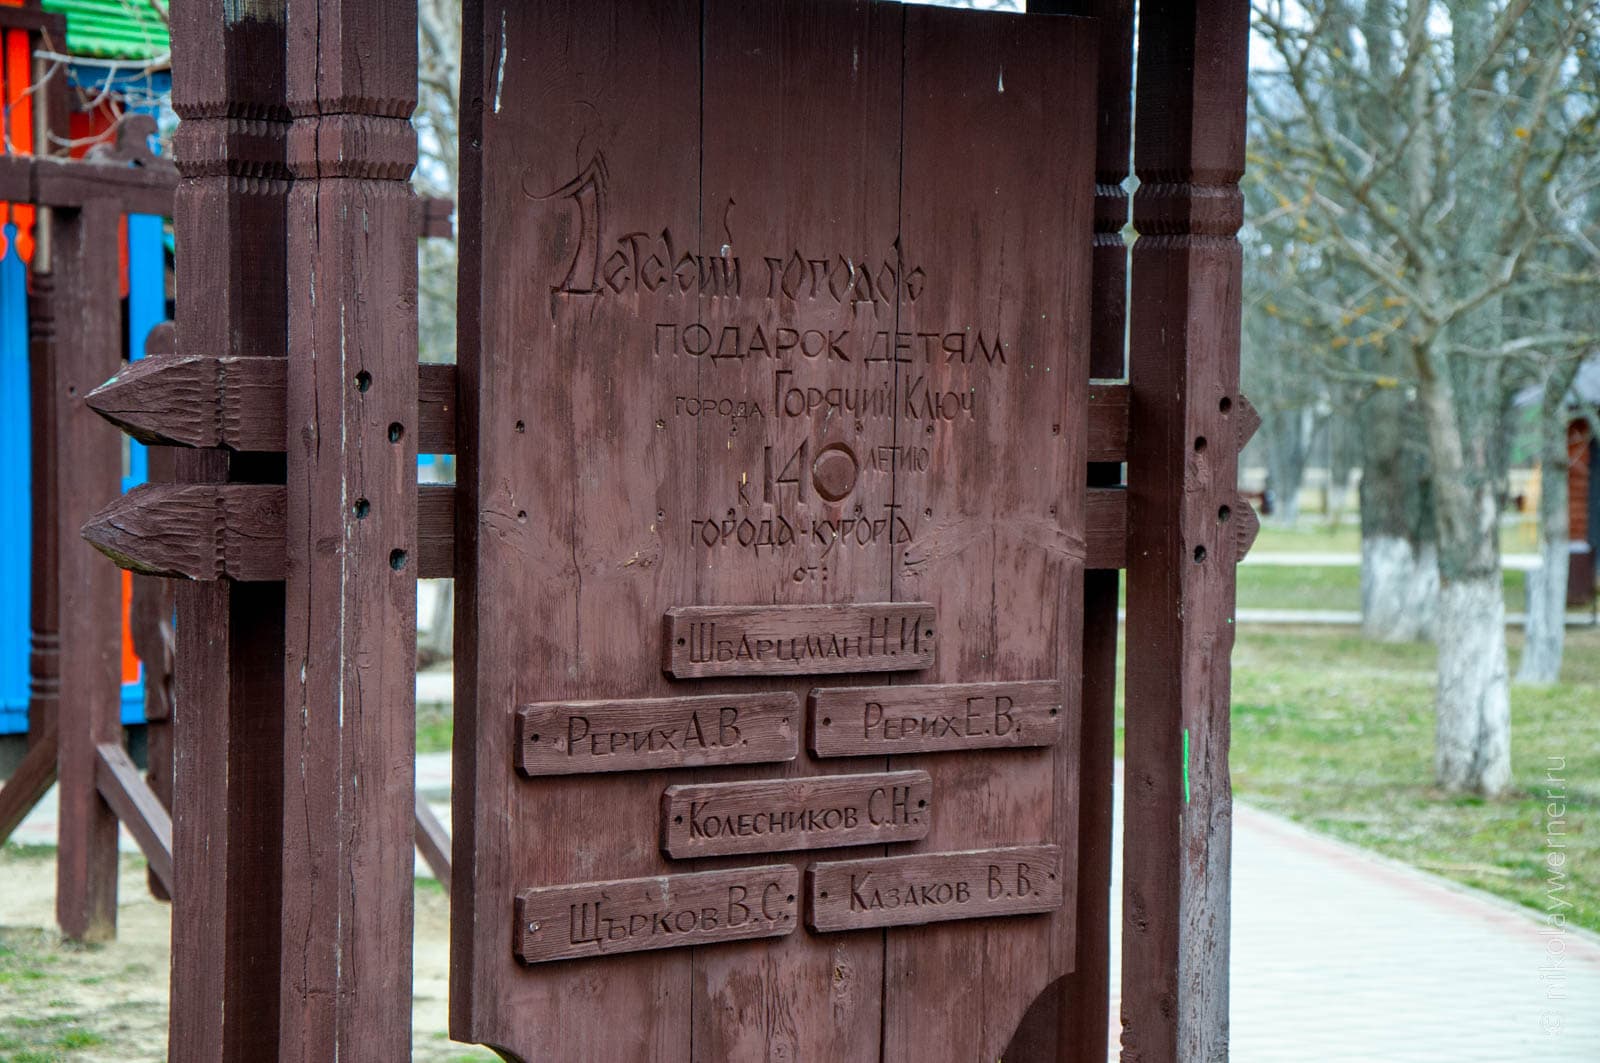 Детский городок
ПОДАРОК ДЕТЯМ
ГОРОДА ГОРЯЧИЙ КЛЮЧ
К 140 ЛЕТИЮ
ГОРОДА-КУРОРТА
от:
ШВАРЦМАН Н.И.
РЕРИХ А.В.
РЕРИХ Е.В.
КОЛЕСНИКОВ С.Н.
ЩЪРКОВ В.С.
КАЗАКОВ В.В.
© nikolaywerner.ru